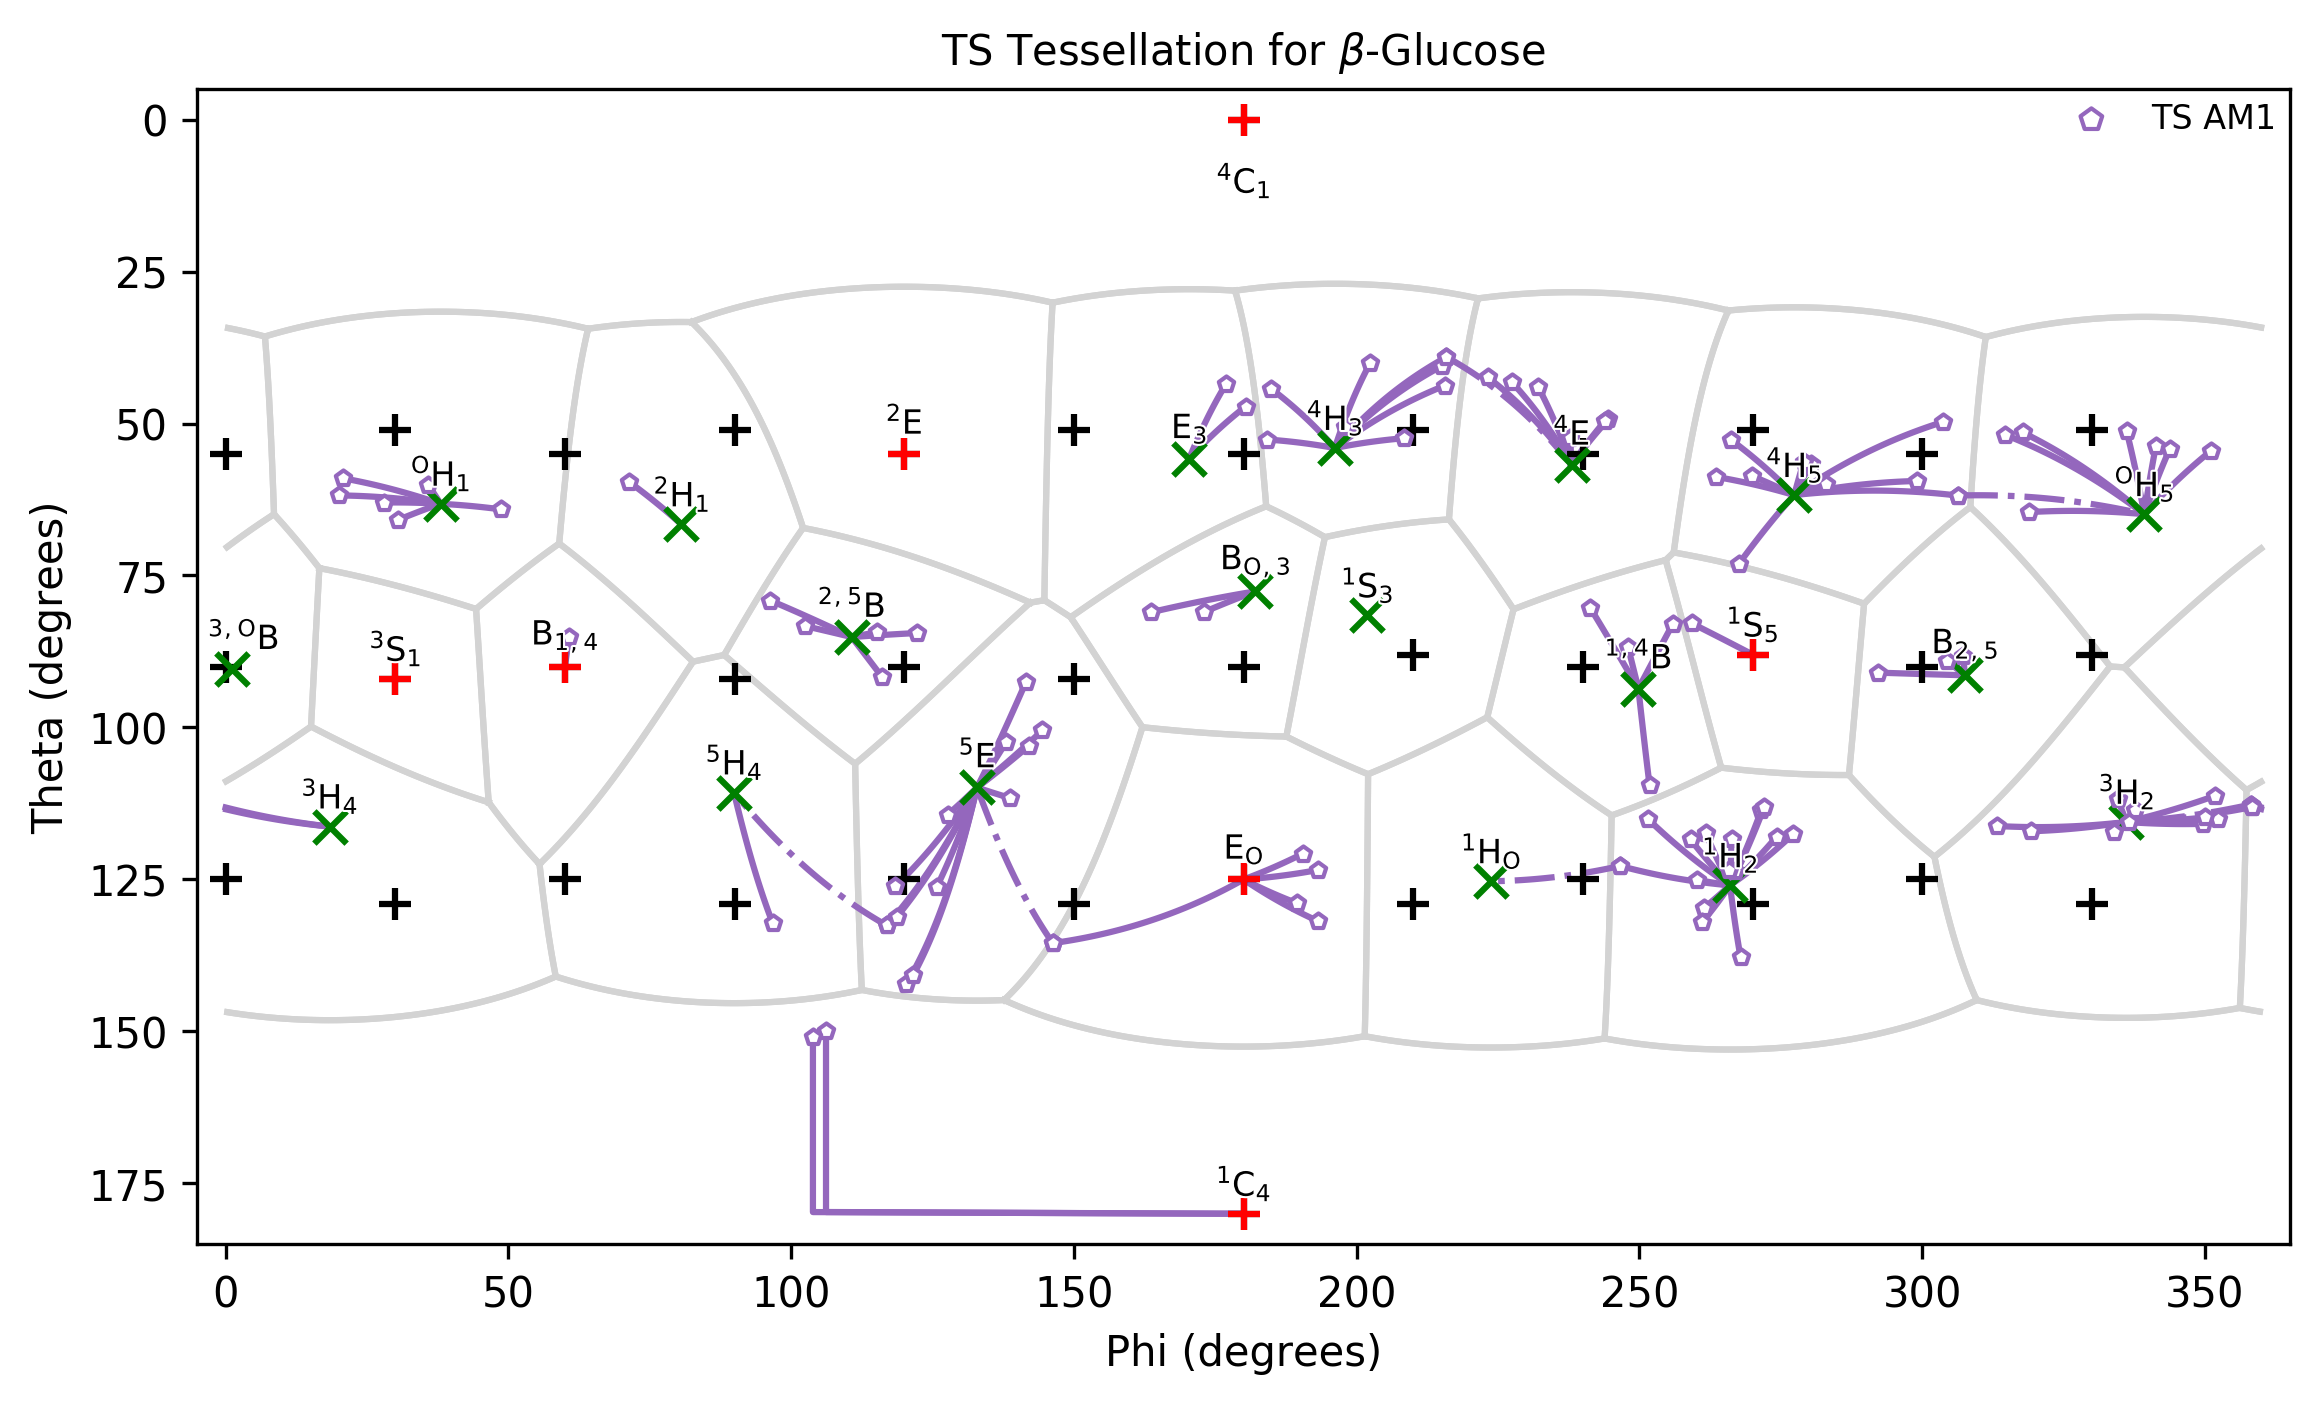 TS Tessellation for β-Glucose
TS AM1
⁴C₁
0
25
50
75
100
125
150
175
Theta (degrees)
²E
E₃
⁴H₃
⁴E
⁴H₅
ᴼH₅
ᴼH₁
²H₁
B_O,3
¹S₃
²,⁵B
³,ᴼB
³S₁
B₁,₄
¹S₅
¹,⁴B
B₂,₅
⁵H₄
⁵E
³H₄
E_O
¹H_O
¹H₂
³H₂
¹C₄
0
50
100
150
200
250
300
350
Phi (degrees)